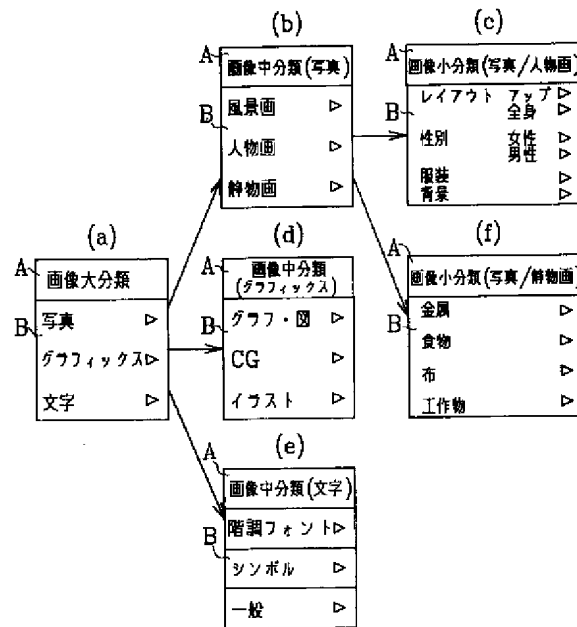 (a)
A
画像大分類
B
写真
グラフィックス
文字
(b)
A
画像中分類(写真)
B
風景画
人物画
静物画
(c)
A
画像小分類(写真/人物画)
B
レイアウト アップ
全身
性別 女性
男性
服装
背景
(d)
A
画像中分類
(グラフィックス)
B
グラフ・図
CG
イラスト
(e)
A
画像中分類(文字)
B
階調フォント
シンボル
一般
(f)
A
画像小分類(写真/静物画)
B
金属
食物
布
工作物